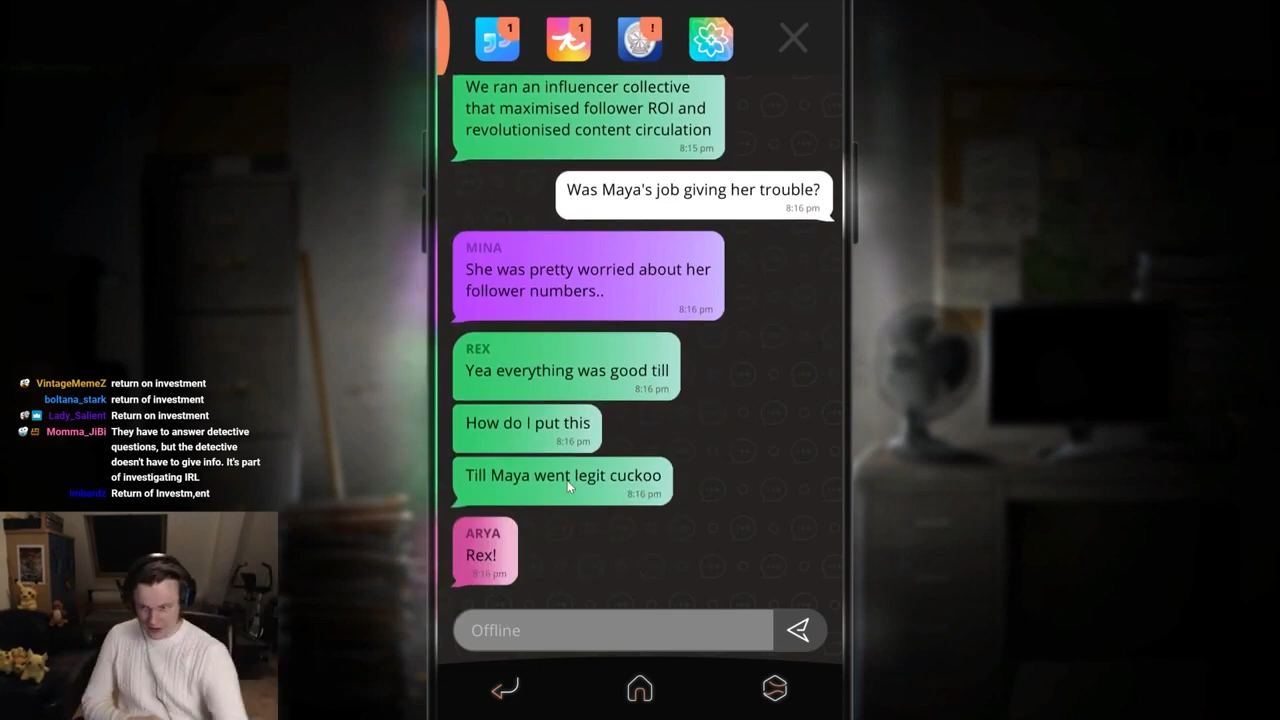 1
1
!
We ran an influencer collective
that maximised follower ROI and
revolutionised content circulation
8:15 pm
Was Maya's job giving her trouble?
8:16 pm
MINA
She was pretty worried about her
follower numbers..
8:16 pm
REX
Yea everything was good till
8:16 pm
How do I put this
8:16 pm
Till Maya went legit cuckoo
8:16 pm
ARYA
Rex!
8:16 pm
Offline
VintageMemeZ return on investment
boltana_stark return of investment
Lady_Salient Return on investment
Momma_JiBi They have to answer detective
questions, but the detective
doesn't have to give info. It's part
of investigating IRL
imbardz Return of Investm,ent